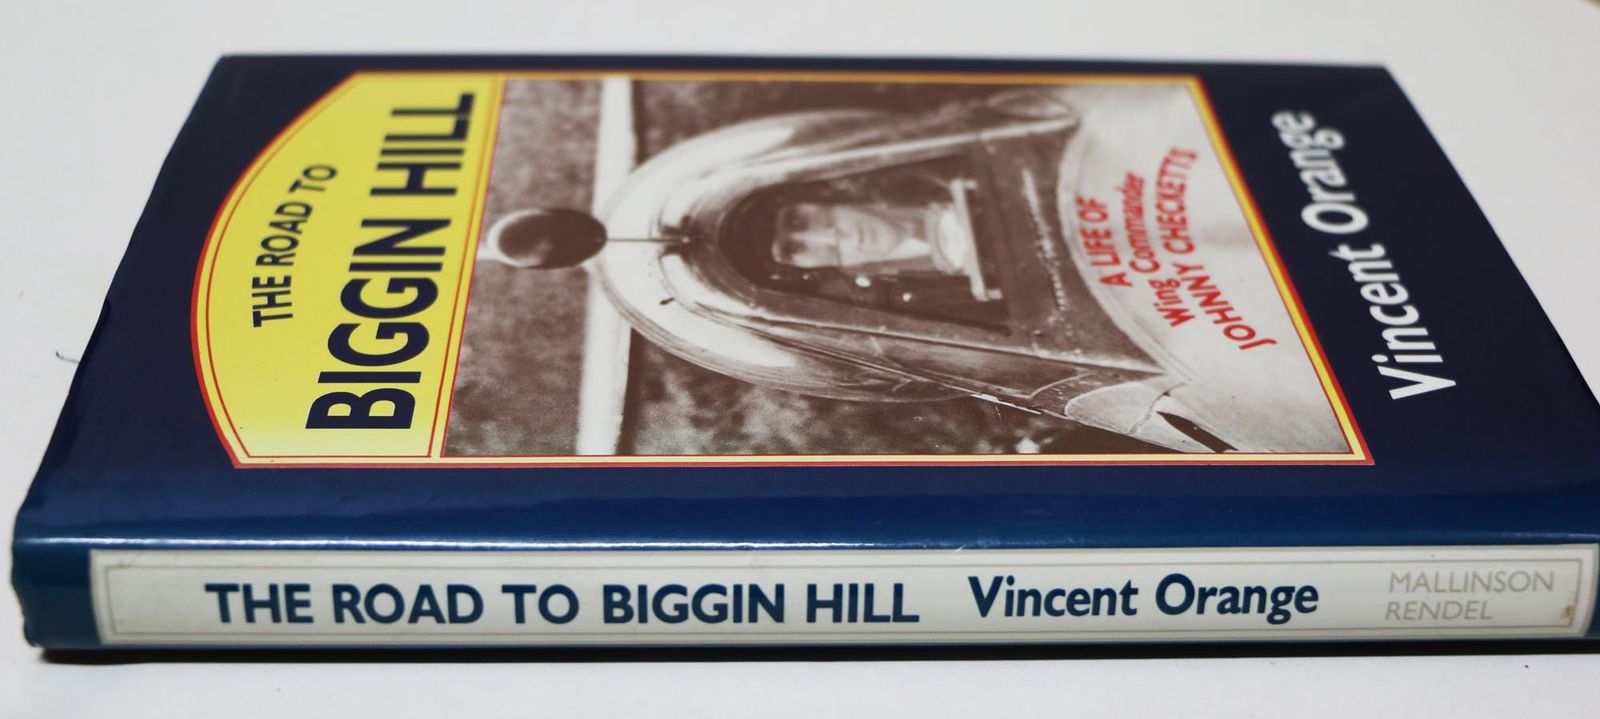 THE ROAD TO
BIGGIN HILL
A LIFE OF
Wing Commander
JOHNNY CHECKETTS
Vincent Orange
THE ROAD TO BIGGIN HILL Vincent Orange MALLINSON
RENDEL